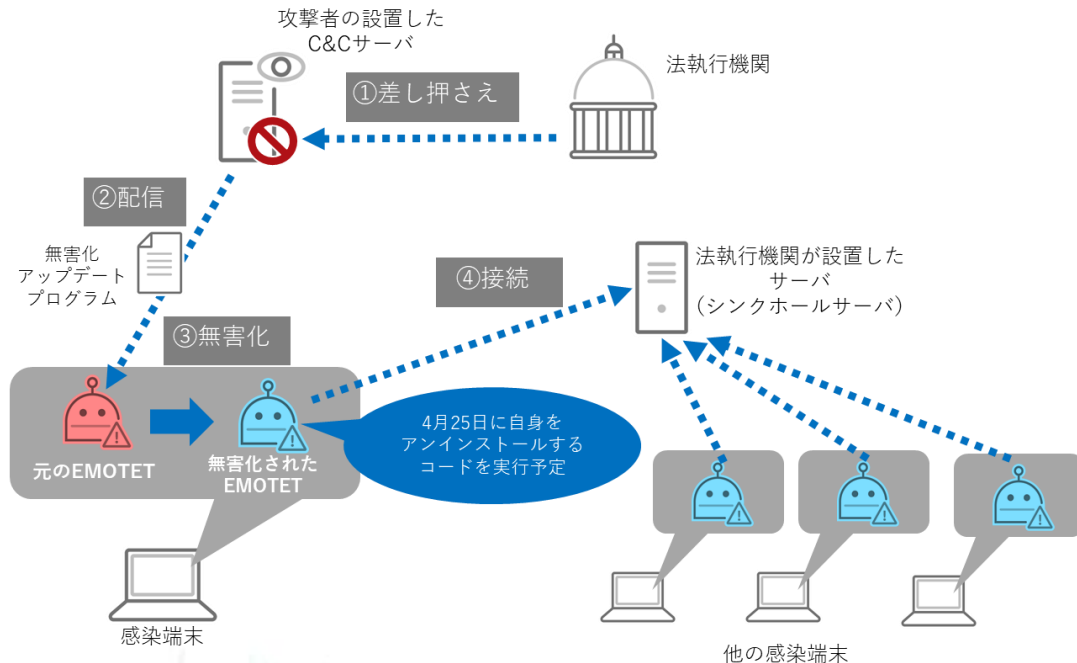 攻撃者の設置した
C&Cサーバ
法執行機関
①差し押さえ
②配信
無害化
アップデート
プログラム
④接続
法執行機関が設置した
サーバ
(シンクホールサーバ)
③無害化
4月25日に自身を
アンインストールする
コードを実行予定
元のEMOTET
無害化された
EMOTET
感染端末
他の感染端末